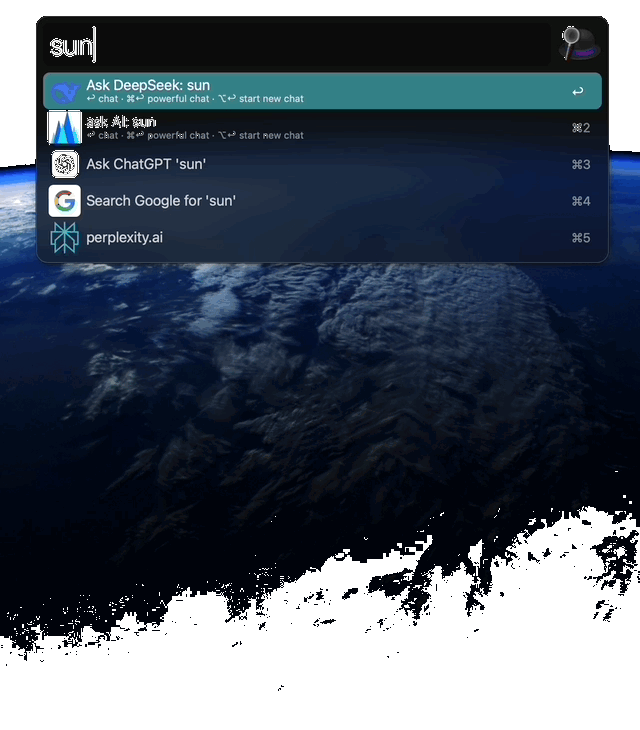 sun
Ask DeepSeek: sun
↩ chat · ⌘↩ powerful chat · ⌥↩ start new chat
↩
ask AI: sun
↩ chat · ⌘↩ powerful chat · ⌥↩ start new chat
⌘2
Ask ChatGPT 'sun'
⌘3
Search Google for 'sun'
⌘4
perplexity.ai
⌘5